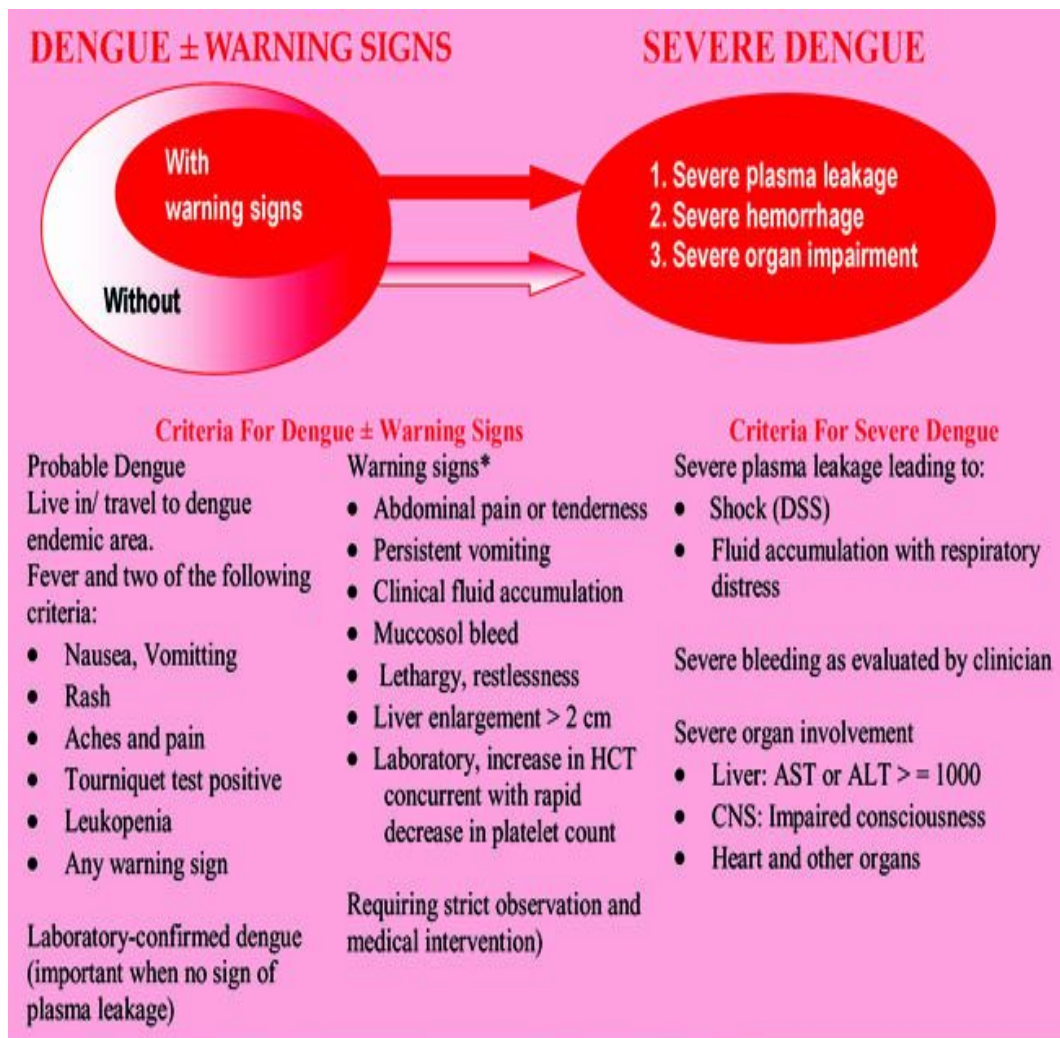 DENGUE ± WARNING SIGNS
SEVERE DENGUE
With
warning signs
Without
1. Severe plasma leakage
2. Severe hemorrhage
3. Severe organ impairment
Criteria For Dengue ± Warning Signs
Probable Dengue
Live in/ travel to dengue
endemic area.
Fever and two of the following
criteria:
• Nausea, Vomitting
• Rash
• Aches and pain
• Tourniquet test positive
• Leukopenia
• Any warning sign
Laboratory-confirmed dengue
(important when no sign of
plasma leakage)
Warning signs*
• Abdominal pain or tenderness
• Persistent vomiting
• Clinical fluid accumulation
• Muccosol bleed
• Lethargy, restlessness
• Liver enlargement > 2 cm
• Laboratory, increase in HCT
concurrent with rapid
decrease in platelet count
Requiring strict observation and
medical intervention)
Criteria For Severe Dengue
Severe plasma leakage leading to:
• Shock (DSS)
• Fluid accumulation with respiratory
distress
Severe bleeding as evaluated by clinician
Severe organ involvement
• Liver: AST or ALT > = 1000
• CNS: Impaired consciousness
• Heart and other organs